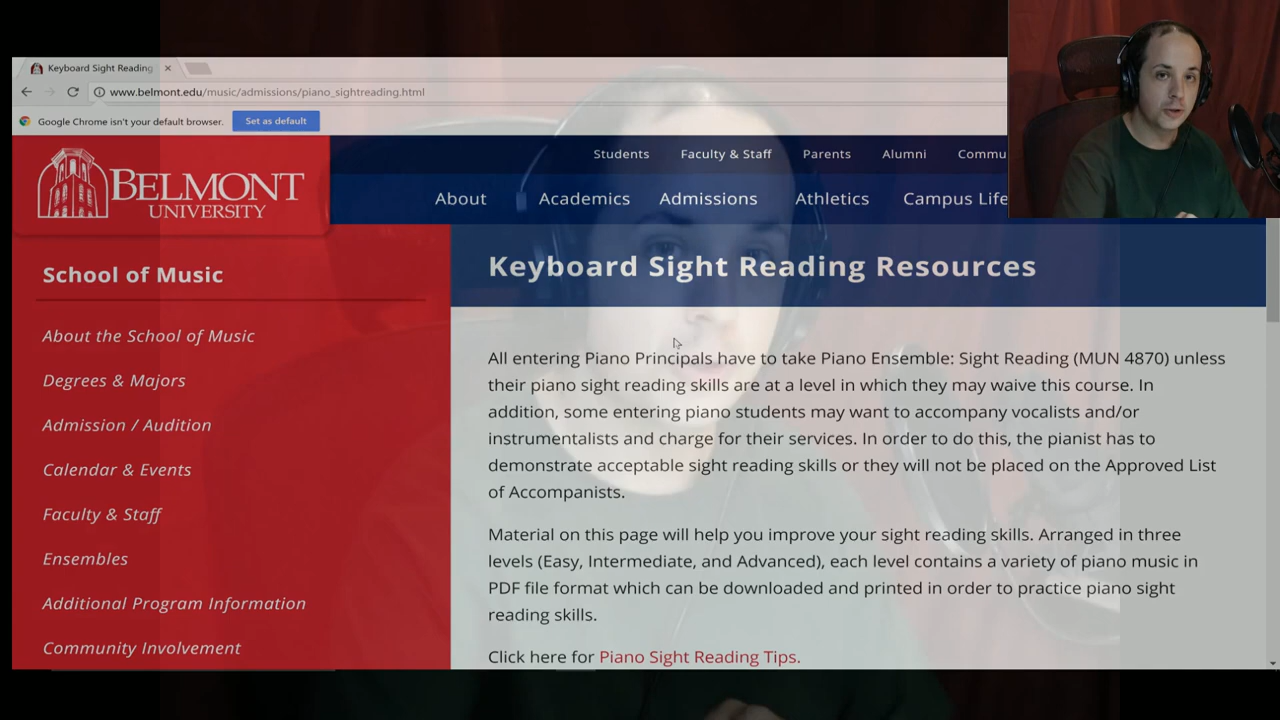 Keyboard Sight Reading
www.belmont.edu/music/admissions/piano_sightreading.html
Google Chrome isn't your default browser. Set as default
Students Faculty & Staff Parents Alumni Commu
BELMONT
UNIVERSITY
About Academics Admissions Athletics Campus Life
School of Music
About the School of Music
Degrees & Majors
Admission / Audition
Calendar & Events
Faculty & Staff
Ensembles
Additional Program Information
Community Involvement
Keyboard Sight Reading Resources
All entering Piano Principals have to take Piano Ensemble: Sight Reading (MUN 4870) unless
their piano sight reading skills are at a level in which they may waive this course. In
addition, some entering piano students may want to accompany vocalists and/or
instrumentalists and charge for their services. In order to do this, the pianist has to
demonstrate acceptable sight reading skills or they will not be placed on the Approved List
of Accompanists.
Material on this page will help you improve your sight reading skills. Arranged in three
levels (Easy, Intermediate, and Advanced), each level contains a variety of piano music in
PDF file format which can be downloaded and printed in order to practice piano sight
reading skills.
Click here for Piano Sight Reading Tips.